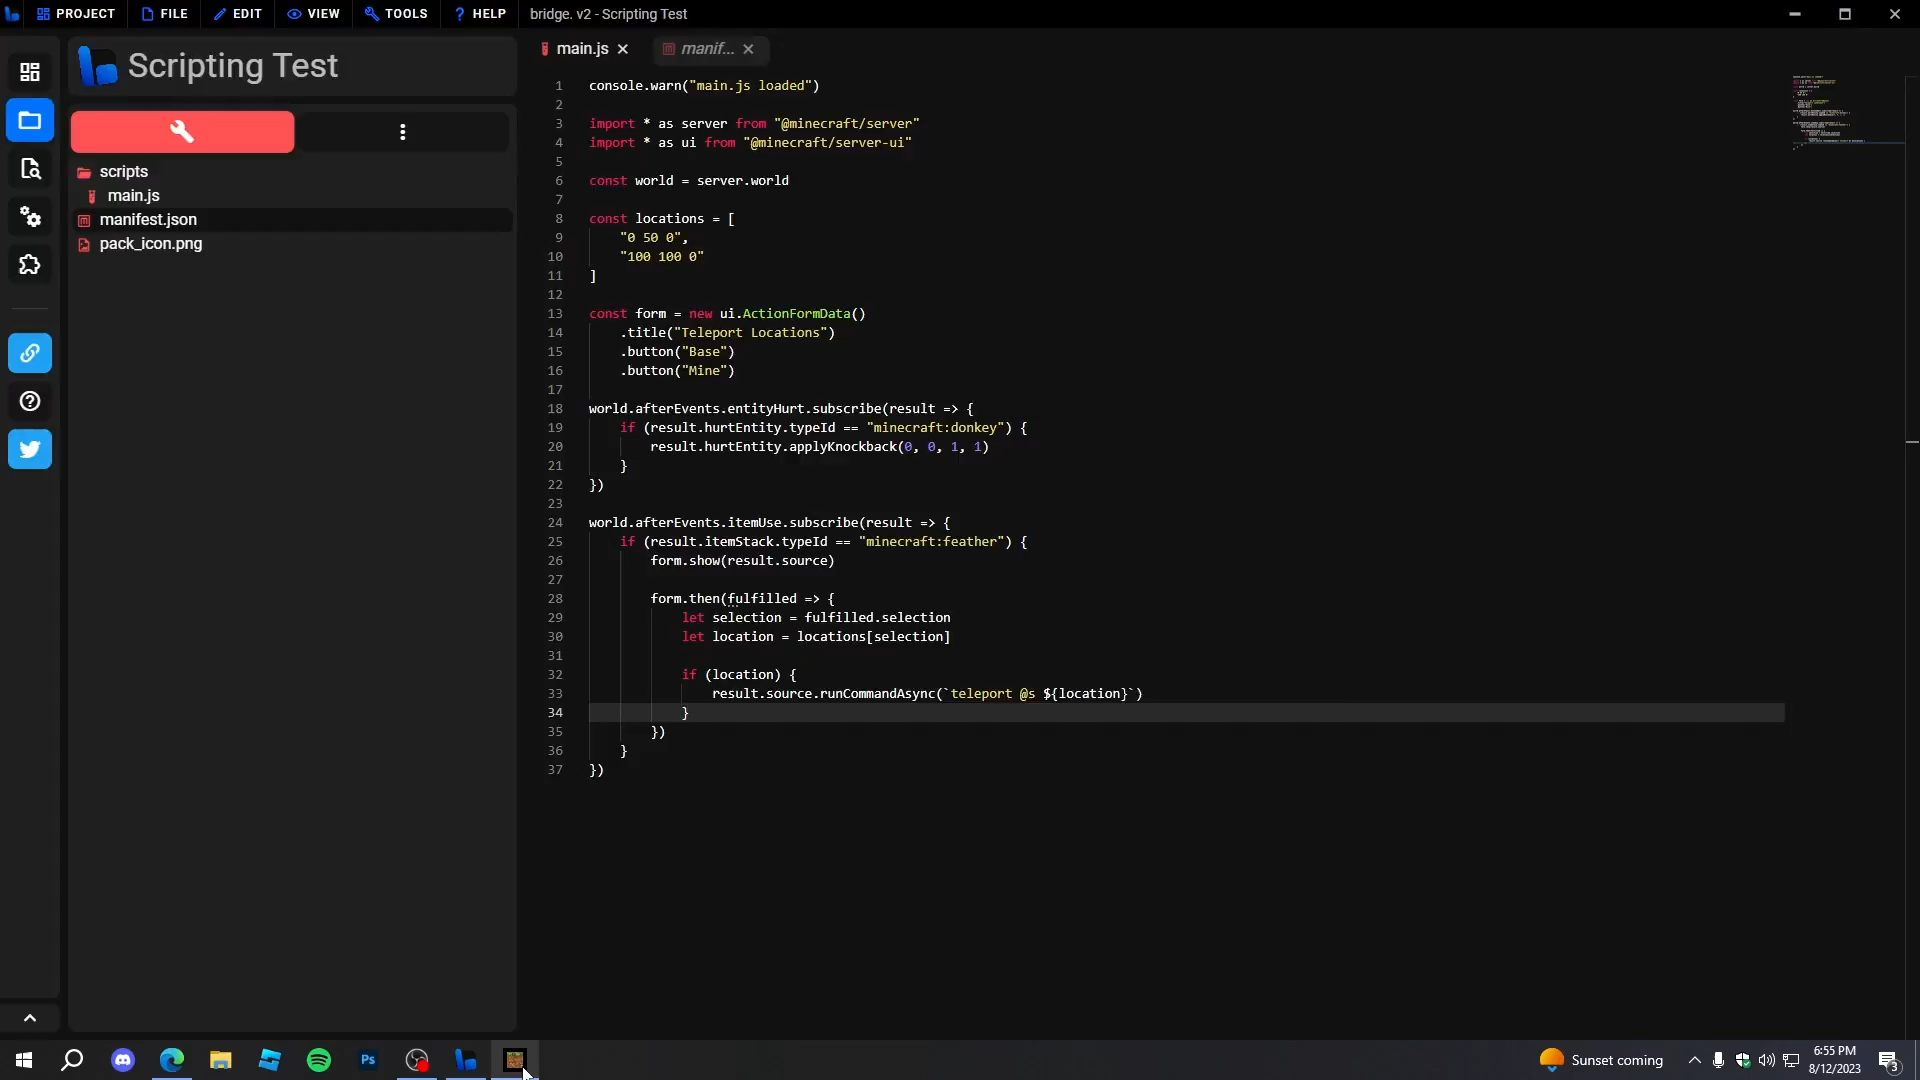 PROJECT FILE EDIT VIEW TOOLS HELP bridge. v2 - Scripting Test
Scripting Test
scripts
main.js
manifest.json
pack_icon.png
main.js manif...
1 console.warn("main.js loaded")
2
3 import * as server from "@minecraft/server"
4 import * as ui from "@minecraft/server-ui"
5
6 const world = server.world
7
8 const locations = [
9 "0 50 0",
10 "100 100 0"
11 ]
12
13 const form = new ui.ActionFormData()
14 .title("Teleport Locations")
15 .button("Base")
16 .button("Mine")
17
18 world.afterEvents.entityHurt.subscribe(result => {
19 if (result.hurtEntity.typeId == "minecraft:donkey") {
20 result.hurtEntity.applyKnockback(0, 0, 1, 1)
21 }
22 })
23
24 world.afterEvents.itemUse.subscribe(result => {
25 if (result.itemStack.typeId == "minecraft:feather") {
26 form.show(result.source)
27
28 form.then(fulfilled => {
29 let selection = fulfilled.selection
30 let location = locations[selection]
31
32 if (location) {
33 result.source.runCommandAsync(`teleport @s ${location}`)
34 }
35 })
36 }
37 })
Ps
Sunset coming
6:55 PM
8/12/2023
3